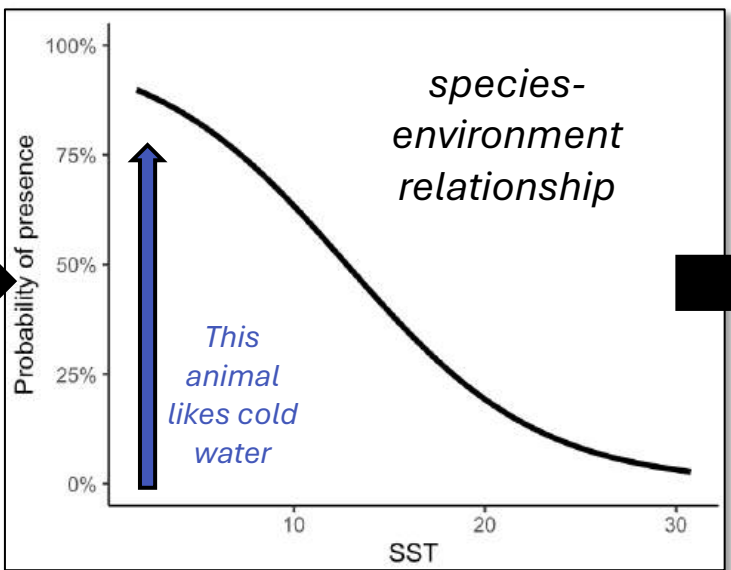 100%
75%
50%
25%
0%
Probability of presence
species-
environment
relationship
This
animal
likes cold
water
10
20
30
SST